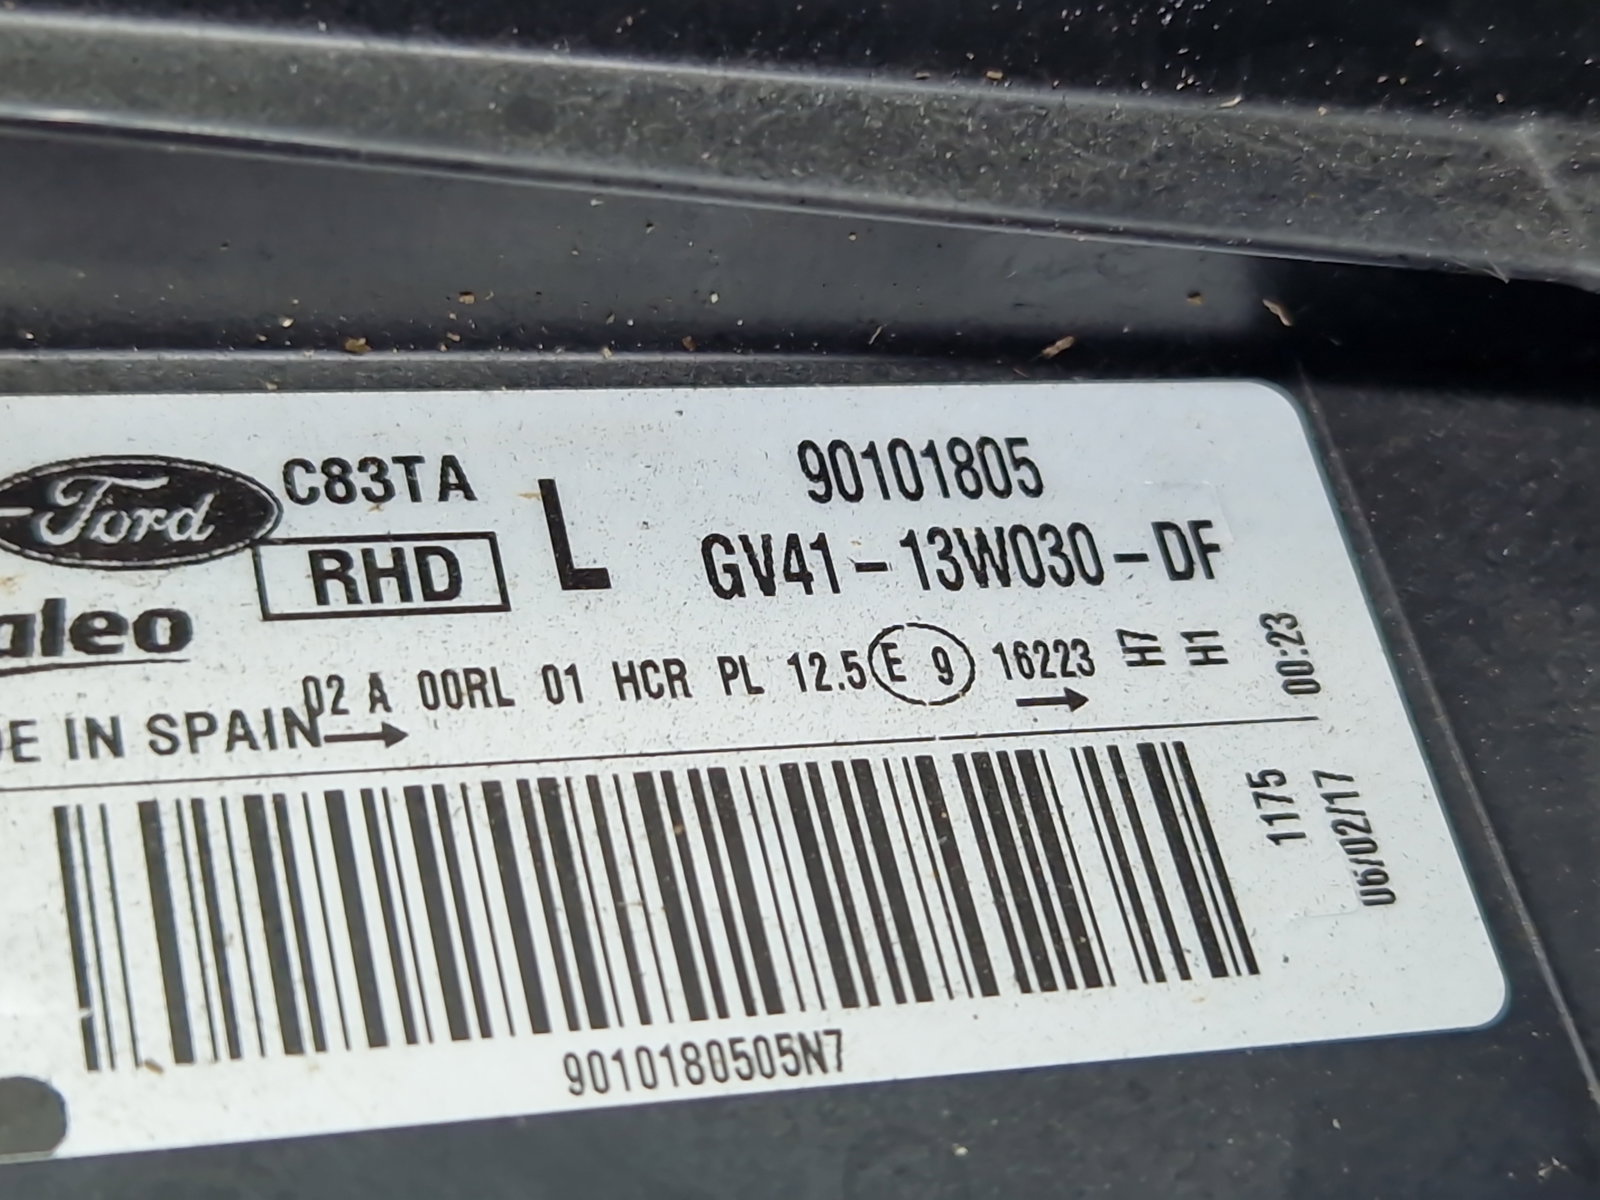 Ford
C83TA
RHD
L
90101805
GV41-13W030-DF
aleo
E IN SPAIN
02 A 00RL 01 HCR PL 12.5 E 9 16223
H7
H1
00:23
1175
06/02/17
9010180505N7